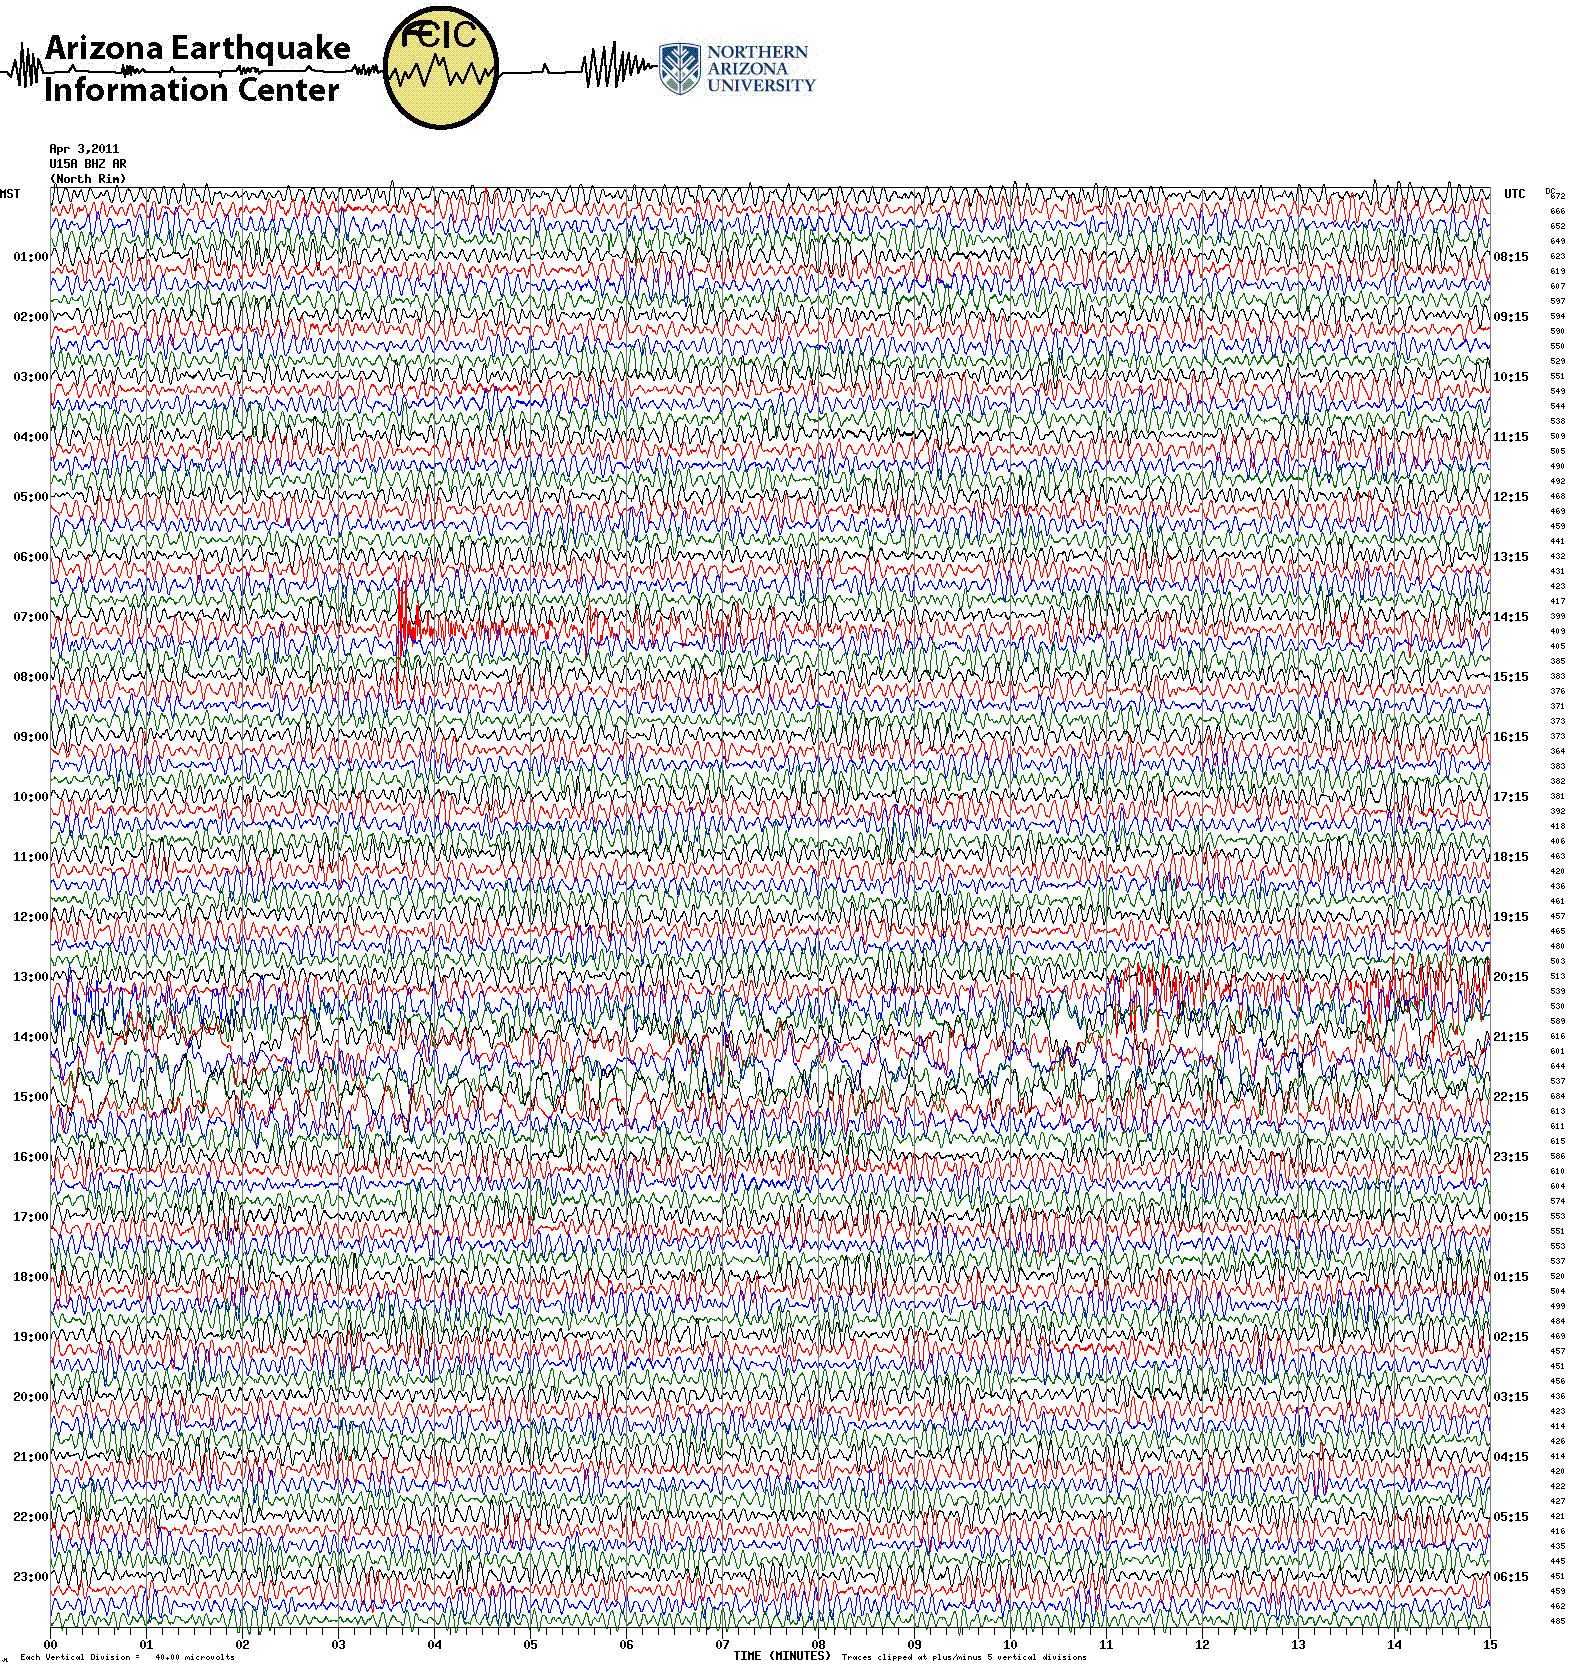 Arizona Earthquake
Information Center
ÆEIC
NORTHERN
ARIZONA
UNIVERSITY
Apr 3,2011
U15A BHZ AR
(North Rim)
MST UTC DC
672
666
652
649
01:00 08:15 623
619
607
597
02:00 09:15 594
590
550
529
03:00 10:15 551
549
544
538
04:00 11:15 509
505
490
492
05:00 12:15 468
469
459
441
06:00 13:15 432
431
423
417
07:00 14:15 399
409
405
385
08:00 15:15 383
376
371
373
09:00 16:15 373
364
383
382
10:00 17:15 381
392
418
406
11:00 18:15 463
420
436
461
12:00 19:15 457
465
480
503
13:00 20:15 513
539
530
589
14:00 21:15 616
601
644
537
15:00 22:15 684
613
611
615
16:00 23:15 586
610
604
574
17:00 00:15 553
551
553
537
18:00 01:15 520
504
499
484
19:00 02:15 469
457
451
456
20:00 03:15 436
423
414
426
21:00 04:15 414
420
422
427
22:00 05:15 421
416
435
445
23:00 06:15 451
459
462
485
00 01 02 03 04 05 06 07 08 09 10 11 12 13 14 15
TIME (MINUTES)
Each Vertical Division = 40.00 microvolts Traces clipped at plus/minus 5 vertical divisions